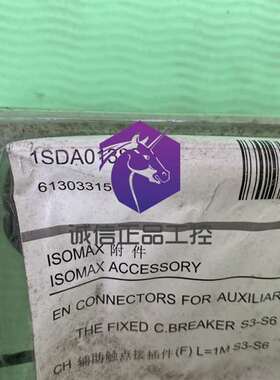 1SDA013
61303315
诚信正品工控
ISOMAX 附件
ISOMAX ACCESSORY
EN CONNECTORS FOR AUXILIAR
THE FIXED C.BREAKER S3-S6
CH 辅助触点接插件(F) L=1M S3-S6